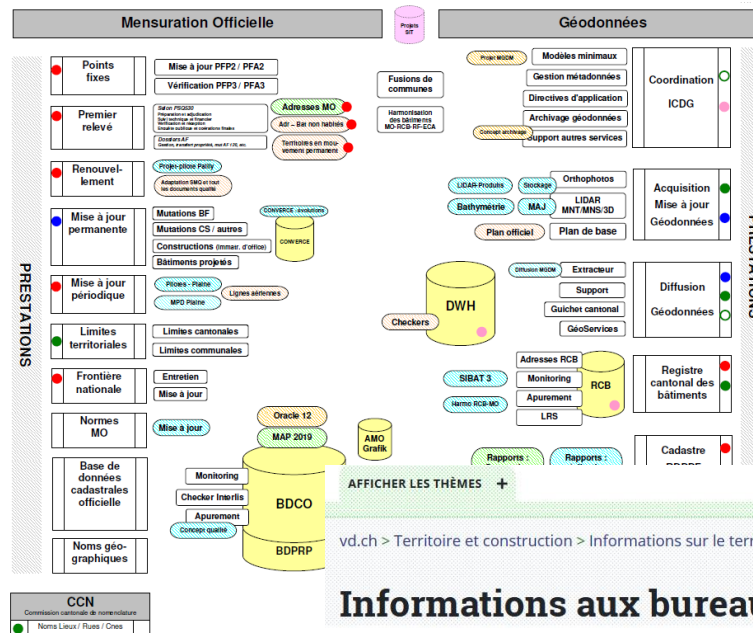 Mensuration Officielle
Projets
SIT
Géodonnées
PRESTATIONS
Points
fixes
Mise à jour PFP2 / PFA2
Vérification PFP3 / PFA3
Premier
relevé
Adresses MO
Adr – Bas non habités
Territoires en mou-
vement permanent
Dossiers AF
Fusions de
communes
Harmonisation
des bâtiments
MO-RCB-RF-ECA
Renouvel-
lement
Projet-pilote Pailly
Adaptation SMQ et tout
les documents qualité
Mise à jour
permanente
Mutations BF
Mutations CS / autres
Constructions (immatr. d'office)
Bâtiments projetés
CONVERCE : évolutions
CONVERCE
Mise à jour
périodique
Pilotes - Plaine
MPD Plaine
Lignes aériennes
Limites
territoriales
Limites cantonales
Limites communales
Frontière
nationale
Entretien
Mise à jour
Normes
MO
Mise à jour
Oracle 12
MAP 2019
AMO
Grafik
Base de
données
cadastrales
officielle
Monitoring
Checker Interlis
Apurement
Concept qualité
BDCO
BDPRP
Noms géo-
graphiques
CCN
Commission cantonale de nomenclature
Noms Lieux / Rues / Cnes
Projet MGDM
Modèles minimaux
Gestion métadonnées
Directives d'application
Archivage géodonnées
Concept archivage
Support autres services
Coordination
ICDG
LIDAR-Produits
Stockage
Orthophotos
Bathymétrie
MAJ
LIDAR
MNT/MNS/3D
Plan officiel
Plan de base
Acquisition
Mise à jour
Géodonnées
DWH
Checkers
Diffusion MGDM
Extracteur
Support
Guichet cantonal
GéoServices
Diffusion
Géodonnées
SIBAT 3
Harmo RCB-MO
Adresses RCB
Monitoring
Apurement
LRS
RCB
Registre
cantonal des
bâtiments
Rapports :
Rapports :
Cadastre
AFFICHER LES THÈMES +
vd.ch > Territoire et construction > Informations sur le terr
Informations aux bureau